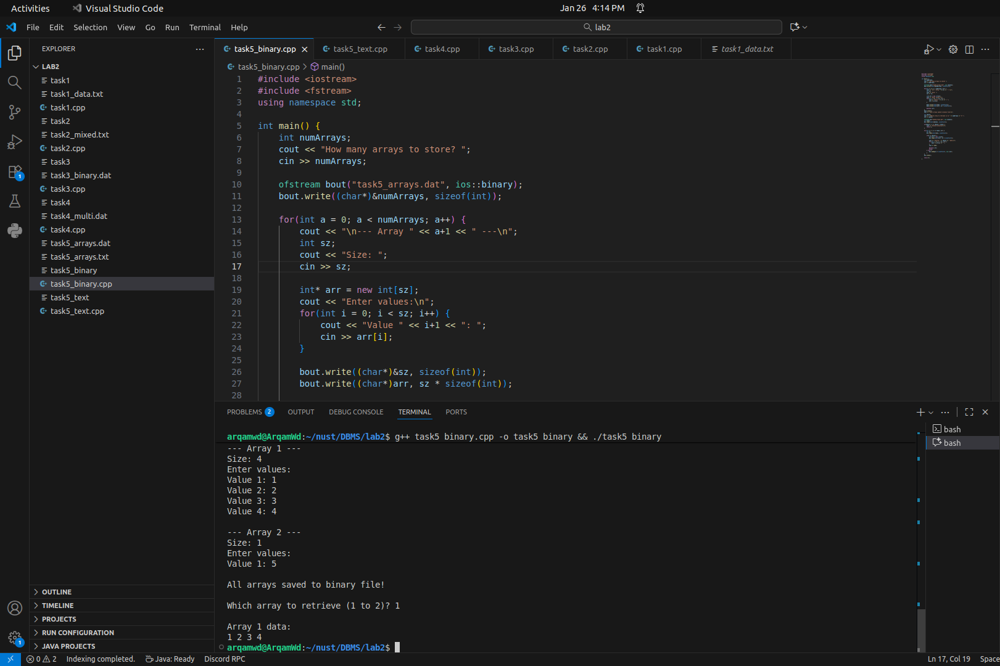 Activities
Visual Studio Code
Jan 26 4:14 PM
File Edit Selection View Go Run Terminal Help
lab2
EXPLORER
LAB2
task1
task1_data.txt
task1.cpp
task2
task2_mixed.txt
task2.cpp
task3
task3_binary.dat
task3.cpp
task4
task4_multi.dat
task4.cpp
task5_arrays.dat
task5_arrays.txt
task5_binary
task5_binary.cpp
task5_text
task5_text.cpp
OUTLINE
TIMELINE
PROJECTS
RUN CONFIGURATION
JAVA PROJECTS
1
1
task5_binary.cpp task5_text.cpp task4.cpp task3.cpp task2.cpp task1.cpp task1_data.txt
task5_binary.cpp > main()
1 #include <iostream>
2 #include <fstream>
3 using namespace std;
4
5 int main() {
6 int numArrays;
7 cout << "How many arrays to store? ";
8 cin >> numArrays;
9
10 ofstream bout("task5_arrays.dat", ios::binary);
11 bout.write((char*)&numArrays, sizeof(int));
12
13 for(int a = 0; a < numArrays; a++) {
14 cout << "\n--- Array " << a+1 << " ---\n";
15 int sz;
16 cout << "Size: ";
17 cin >> sz;
18
19 int* arr = new int[sz];
20 cout << "Enter values:\n";
21 for(int i = 0; i < sz; i++) {
22 cout << "Value " << i+1 << ": ";
23 cin >> arr[i];
24 }
25
26 bout.write((char*)&sz, sizeof(int));
27 bout.write((char*)arr, sz * sizeof(int));
28
PROBLEMS 2 OUTPUT DEBUG CONSOLE TERMINAL PORTS
bash
bash
arqamwd@ArqamWd:~/nust/DBMS/lab2$ g++ task5 binary.cpp -o task5 binary && ./task5 binary
--- Array 1 ---
Size: 4
Enter values:
Value 1: 1
Value 2: 2
Value 3: 3
Value 4: 4
--- Array 2 ---
Size: 1
Enter values:
Value 1: 5
All arrays saved to binary file!
Which array to retrieve (1 to 2)? 1
Array 1 data:
1 2 3 4
arqamwd@ArqamWd:~/nust/DBMS/lab2$
0 2 Indexing completed. Java: Ready Discord RPC
Ln 17, Col 19 Space